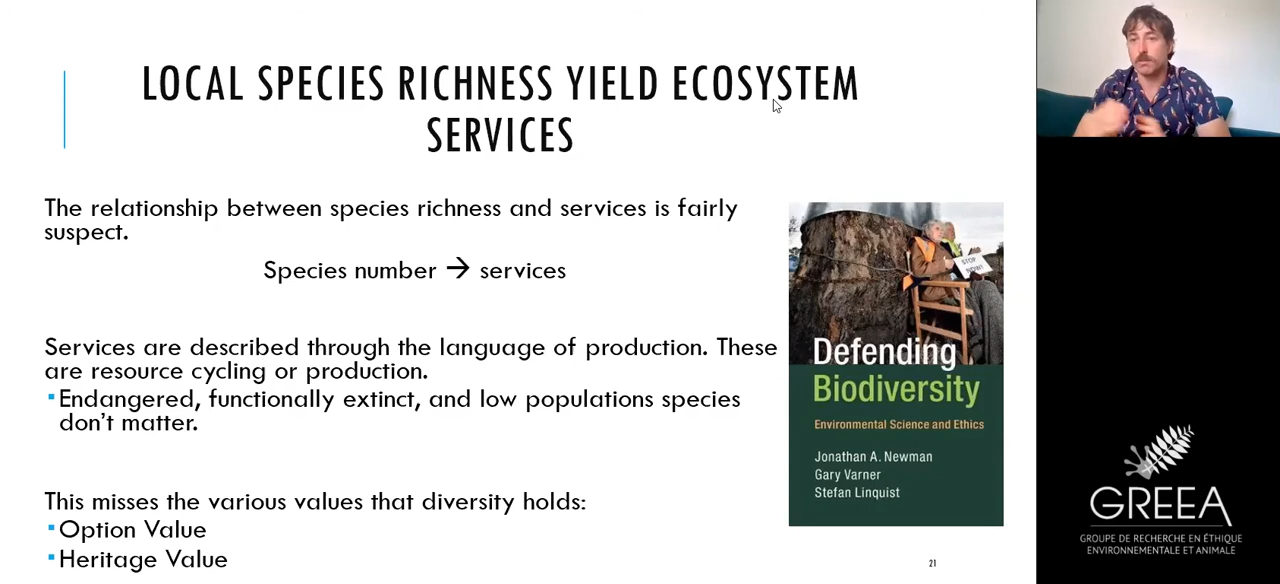 LOCAL SPECIES RICHNESS YIELD ECOSYSTEM
SERVICES
The relationship between species richness and services is fairly
suspect.
Species number → services
Services are described through the language of production. These
are resource cycling or production.
▪Endangered, functionally extinct, and low populations species
don't matter.
This misses the various values that diversity holds:
▪Option Value
▪Heritage Value
STOP
NOW!
Defending
Biodiversity
Environmental Science and Ethics
Jonathan A. Newman
Gary Varner
Stefan Linquist
21
GREEA
GROUPE DE RECHERCHE EN ÉTHIQUE
ENVIRONNEMENTALE ET ANIMALE